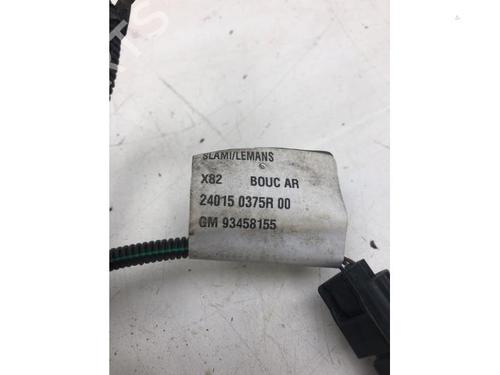 SLAMI/LEMANS
X82 BOUC AR
24015 0375R 00
GM 93458155